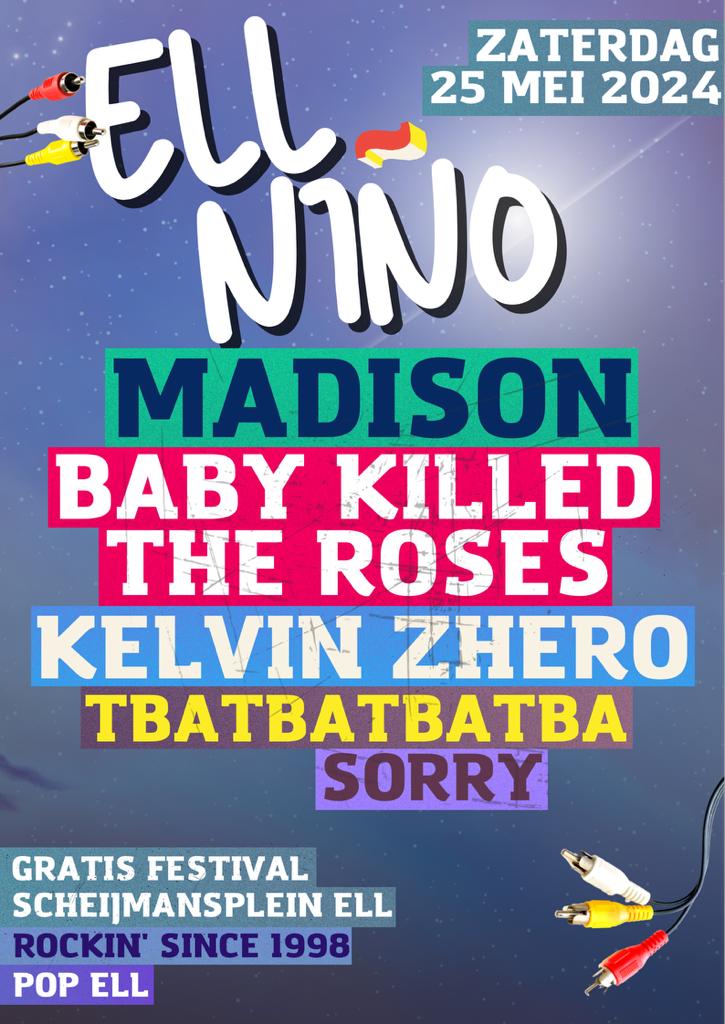 ZATERDAG
25 MEI 2024
ELL
NIÑO
MADISON
BABY KILLED
THE ROSES
KELVIN ZHERO
TBATBATBATBA
SORRY
GRATIS FESTIVAL
SCHEIJMANSPLEIN ELL
ROCKIN' SINCE 1998
POP ELL